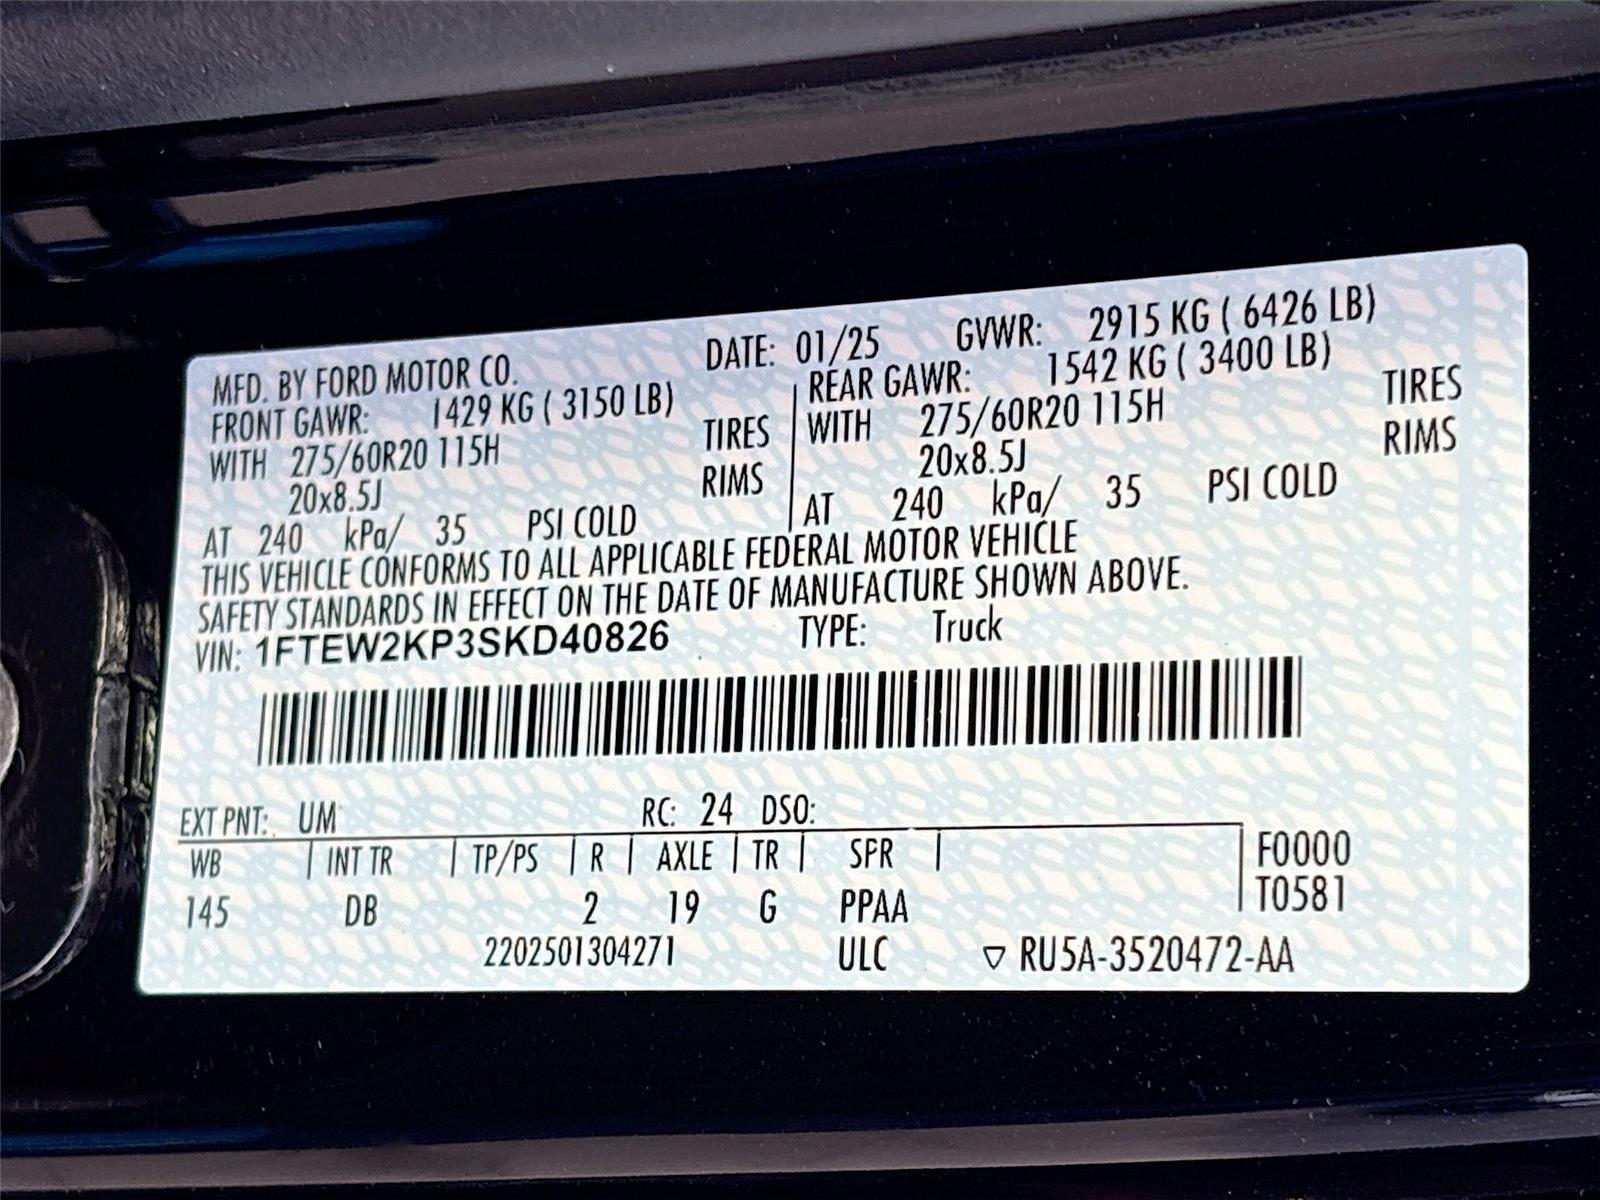 MFD. BY FORD MOTOR CO. DATE: 01/25 GVWR: 2915 KG ( 6426 LB)
FRONT GAWR: 1429 KG ( 3150 LB) REAR GAWR: 1542 KG ( 3400 LB)
WITH 275/60R20 115H TIRES WITH 275/60R20 115H TIRES
20x8.5J RIMS 20x8.5J RIMS
AT 240 kPa/ 35 PSI COLD AT 240 kPa/ 35 PSI COLD
THIS VEHICLE CONFORMS TO ALL APPLICABLE FEDERAL MOTOR VEHICLE
SAFETY STANDARDS IN EFFECT ON THE DATE OF MANUFACTURE SHOWN ABOVE.
VIN: 1FTEW2KP3SKD40826 TYPE: Truck
EXT PNT: UM RC: 24 DSO:
WB INT TR TP/PS R AXLE TR SPR F0000
145 DB 2 19 G PPAA T0581
2202501304271 ULC ▽ RU5A-3520472-AA